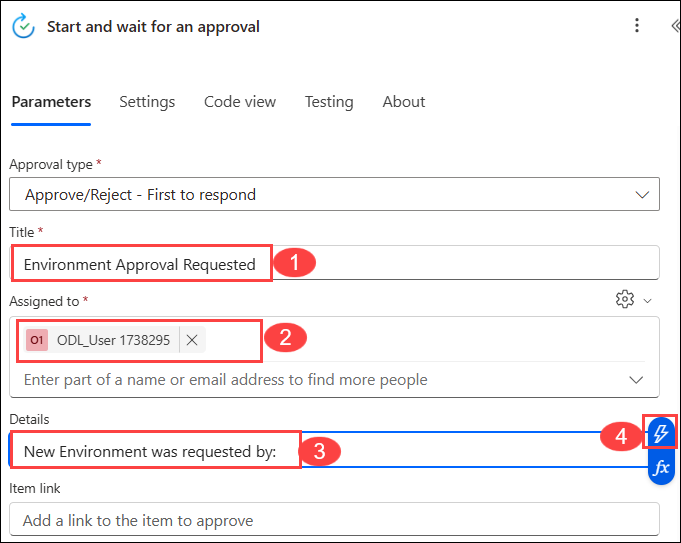 Start and wait for an approval
Parameters Settings Code view Testing About
Approval type *
Approve/Reject - First to respond
Title *
Environment Approval Requested 1
Assigned to *
O1 ODL_User 1738295 2
Enter part of a name or email address to find more people
Details
New Environment was requested by: 3 4
fx
Item link
Add a link to the item to approve